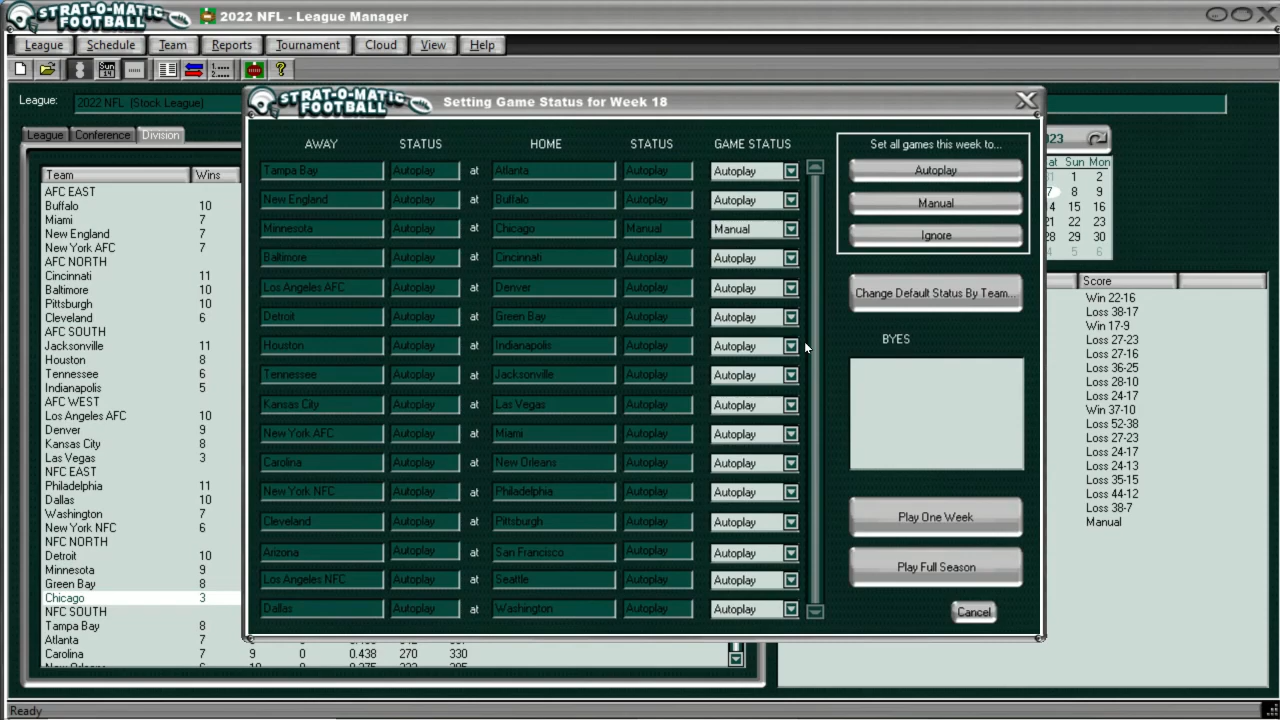 STRAT-O-MATIC FOOTBALL 2022 NFL - League Manager
League Schedule Team Reports Tournament Cloud View Help
League: 2022 NFL (Stock League)
STRAT-O-MATIC FOOTBALL Setting Game Status for Week 18
League Conference Division
AWAY STATUS HOME STATUS GAME STATUS
Tampa Bay Autoplay at Atlanta Autoplay Autoplay
New England Autoplay at Buffalo Autoplay Autoplay
Minnesota Autoplay at Chicago Manual Manual
Baltimore Autoplay at Cincinnati Autoplay Autoplay
Los Angeles AFC Autoplay at Denver Autoplay Autoplay
Detroit Autoplay at Green Bay Autoplay Autoplay
Houston Autoplay at Indianapolis Autoplay Autoplay
Tennessee Autoplay at Jacksonville Autoplay Autoplay
Kansas City Autoplay at Las Vegas Autoplay Autoplay
New York AFC Autoplay at Miami Autoplay Autoplay
Carolina Autoplay at New Orleans Autoplay Autoplay
New York NFC Autoplay at Philadelphia Autoplay Autoplay
Cleveland Autoplay at Pittsburgh Autoplay Autoplay
Arizona Autoplay at San Francisco Autoplay Autoplay
Los Angeles NFC Autoplay at Seattle Autoplay Autoplay
Dallas Autoplay at Washington Autoplay Autoplay
Set all games this week to...
Autoplay
Manual
Ignore
Change Default Status By Team...
BYES
Play One Week
Play Full Season
Cancel
Team Wins
AFC EAST
Buffalo 10
Miami 7
New England 7
New York AFC 7
AFC NORTH
Cincinnati 11
Baltimore 10
Pittsburgh 10
Cleveland 6
AFC SOUTH
Jacksonville 11
Houston 8
Tennessee 6
Indianapolis 5
AFC WEST
Los Angeles AFC 10
Denver 9
Kansas City 8
Las Vegas 3
NFC EAST
Philadelphia 11
Dallas 10
Washington 7
New York NFC 6
NFC NORTH
Detroit 10
Minnesota 9
Green Bay 8
Chicago 3
NFC SOUTH
Tampa Bay 8
Atlanta 7
Carolina 7 9 0 0.438 270 330
23
at Sun Mon
1 2
7 8 9
4 15 16
21 22 23
28 29 30
4 5 6
Score
Win 22-16
Loss 38-17
Win 17-9
Loss 27-23
Loss 27-16
Loss 36-25
Loss 28-10
Loss 24-17
Win 37-10
Loss 52-38
Loss 27-23
Loss 24-17
Loss 24-13
Loss 35-15
Loss 44-12
Loss 38-7
Manual
Ready